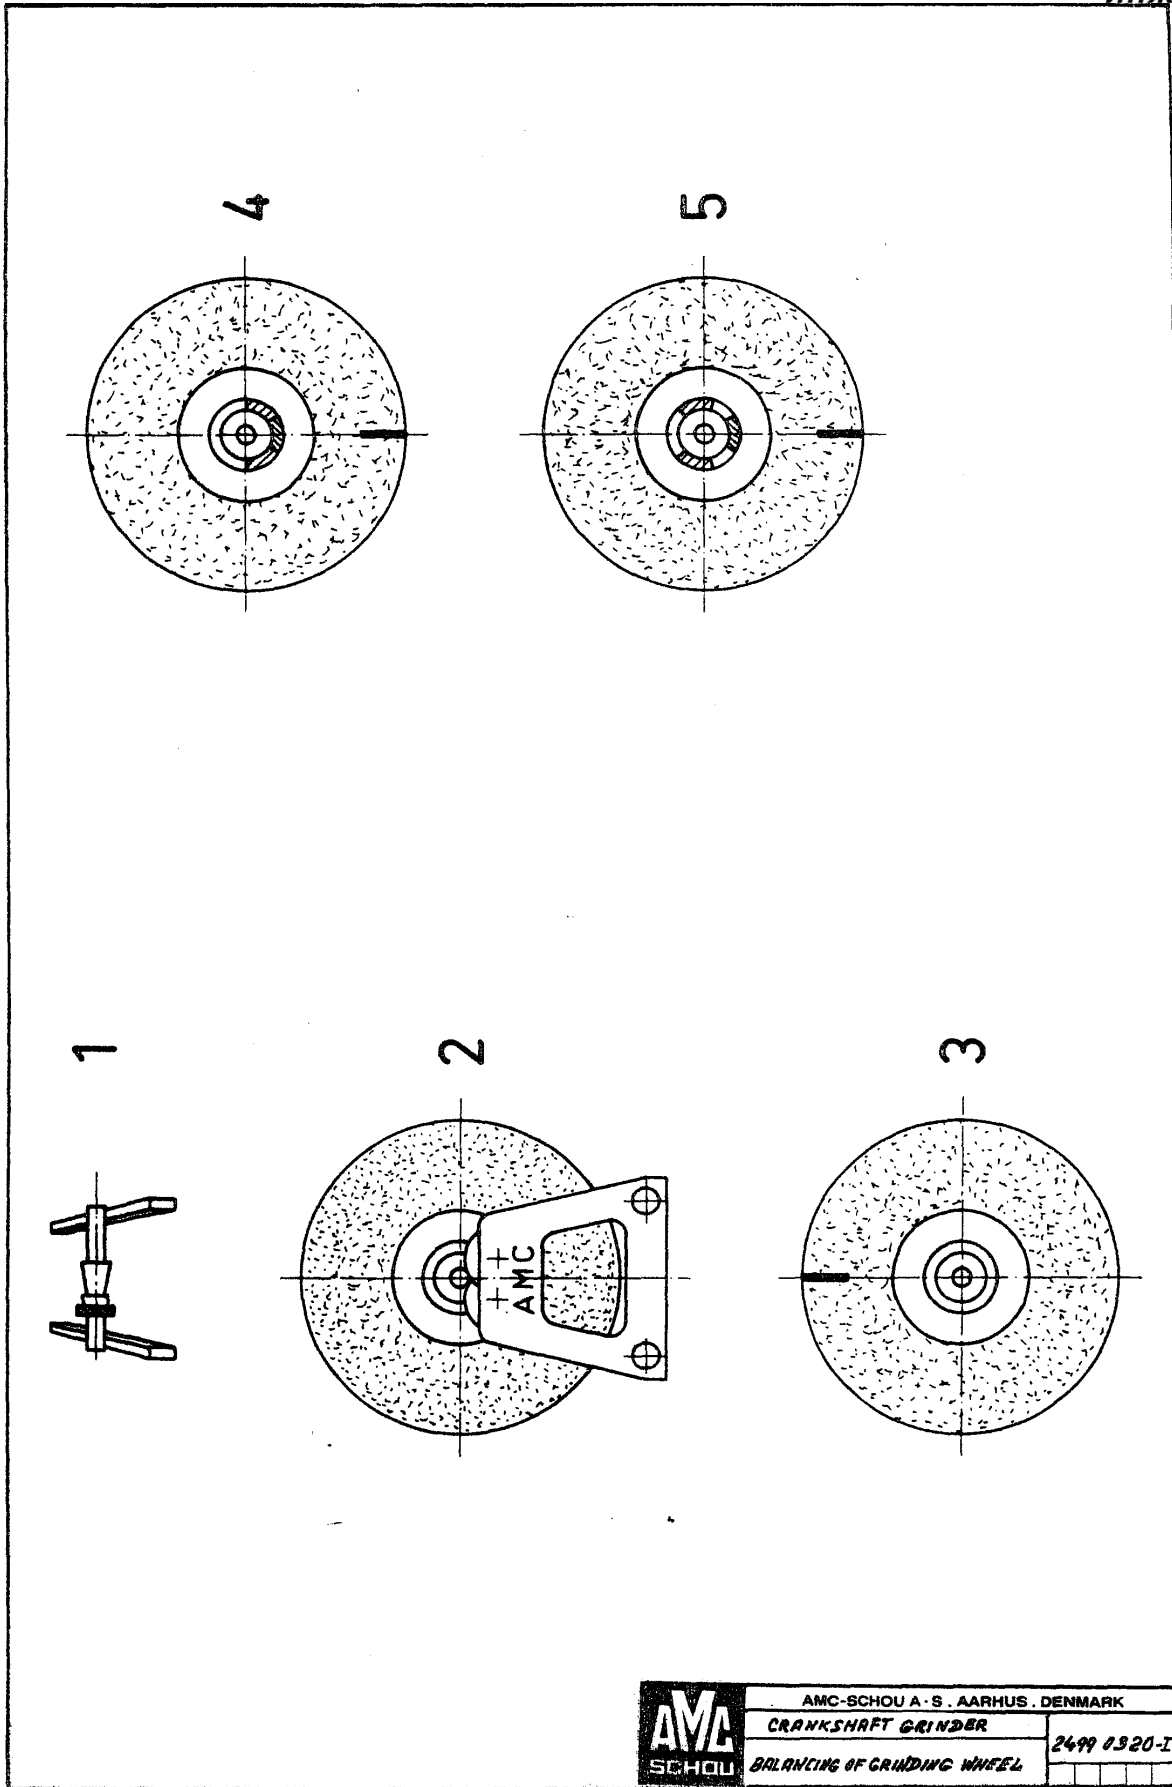 4
5
1
2
3
AMC
AMC
SCHOU
AMC-SCHOU A-S. AARHUS. DENMARK
CRANKSHAFT GRINDER
BALANCING OF GRINDING WHEEL
2499 0320-I